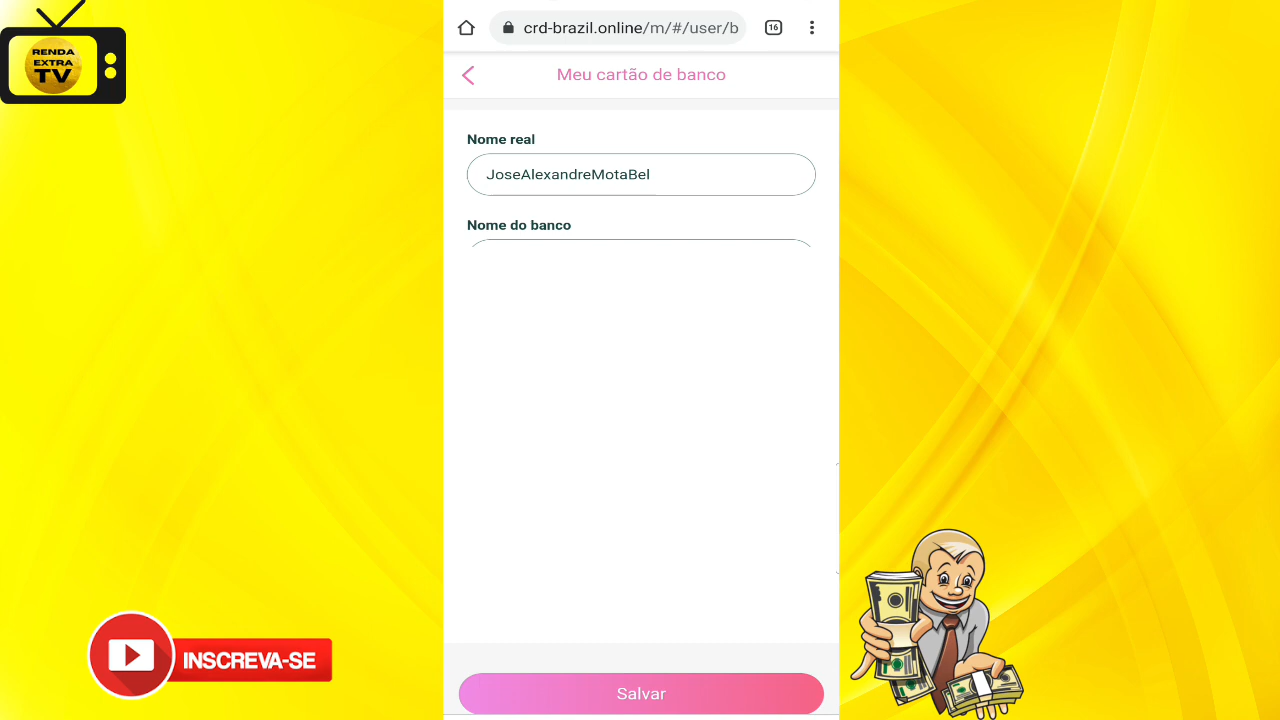 RENDA
EXTRA
TV
crd-brazil.online/m/#/user/b
16
Meu cartão de banco
Nome real
JoseAlexandreMotaBel
Nome do banco
INSCREVA-SE
Salvar